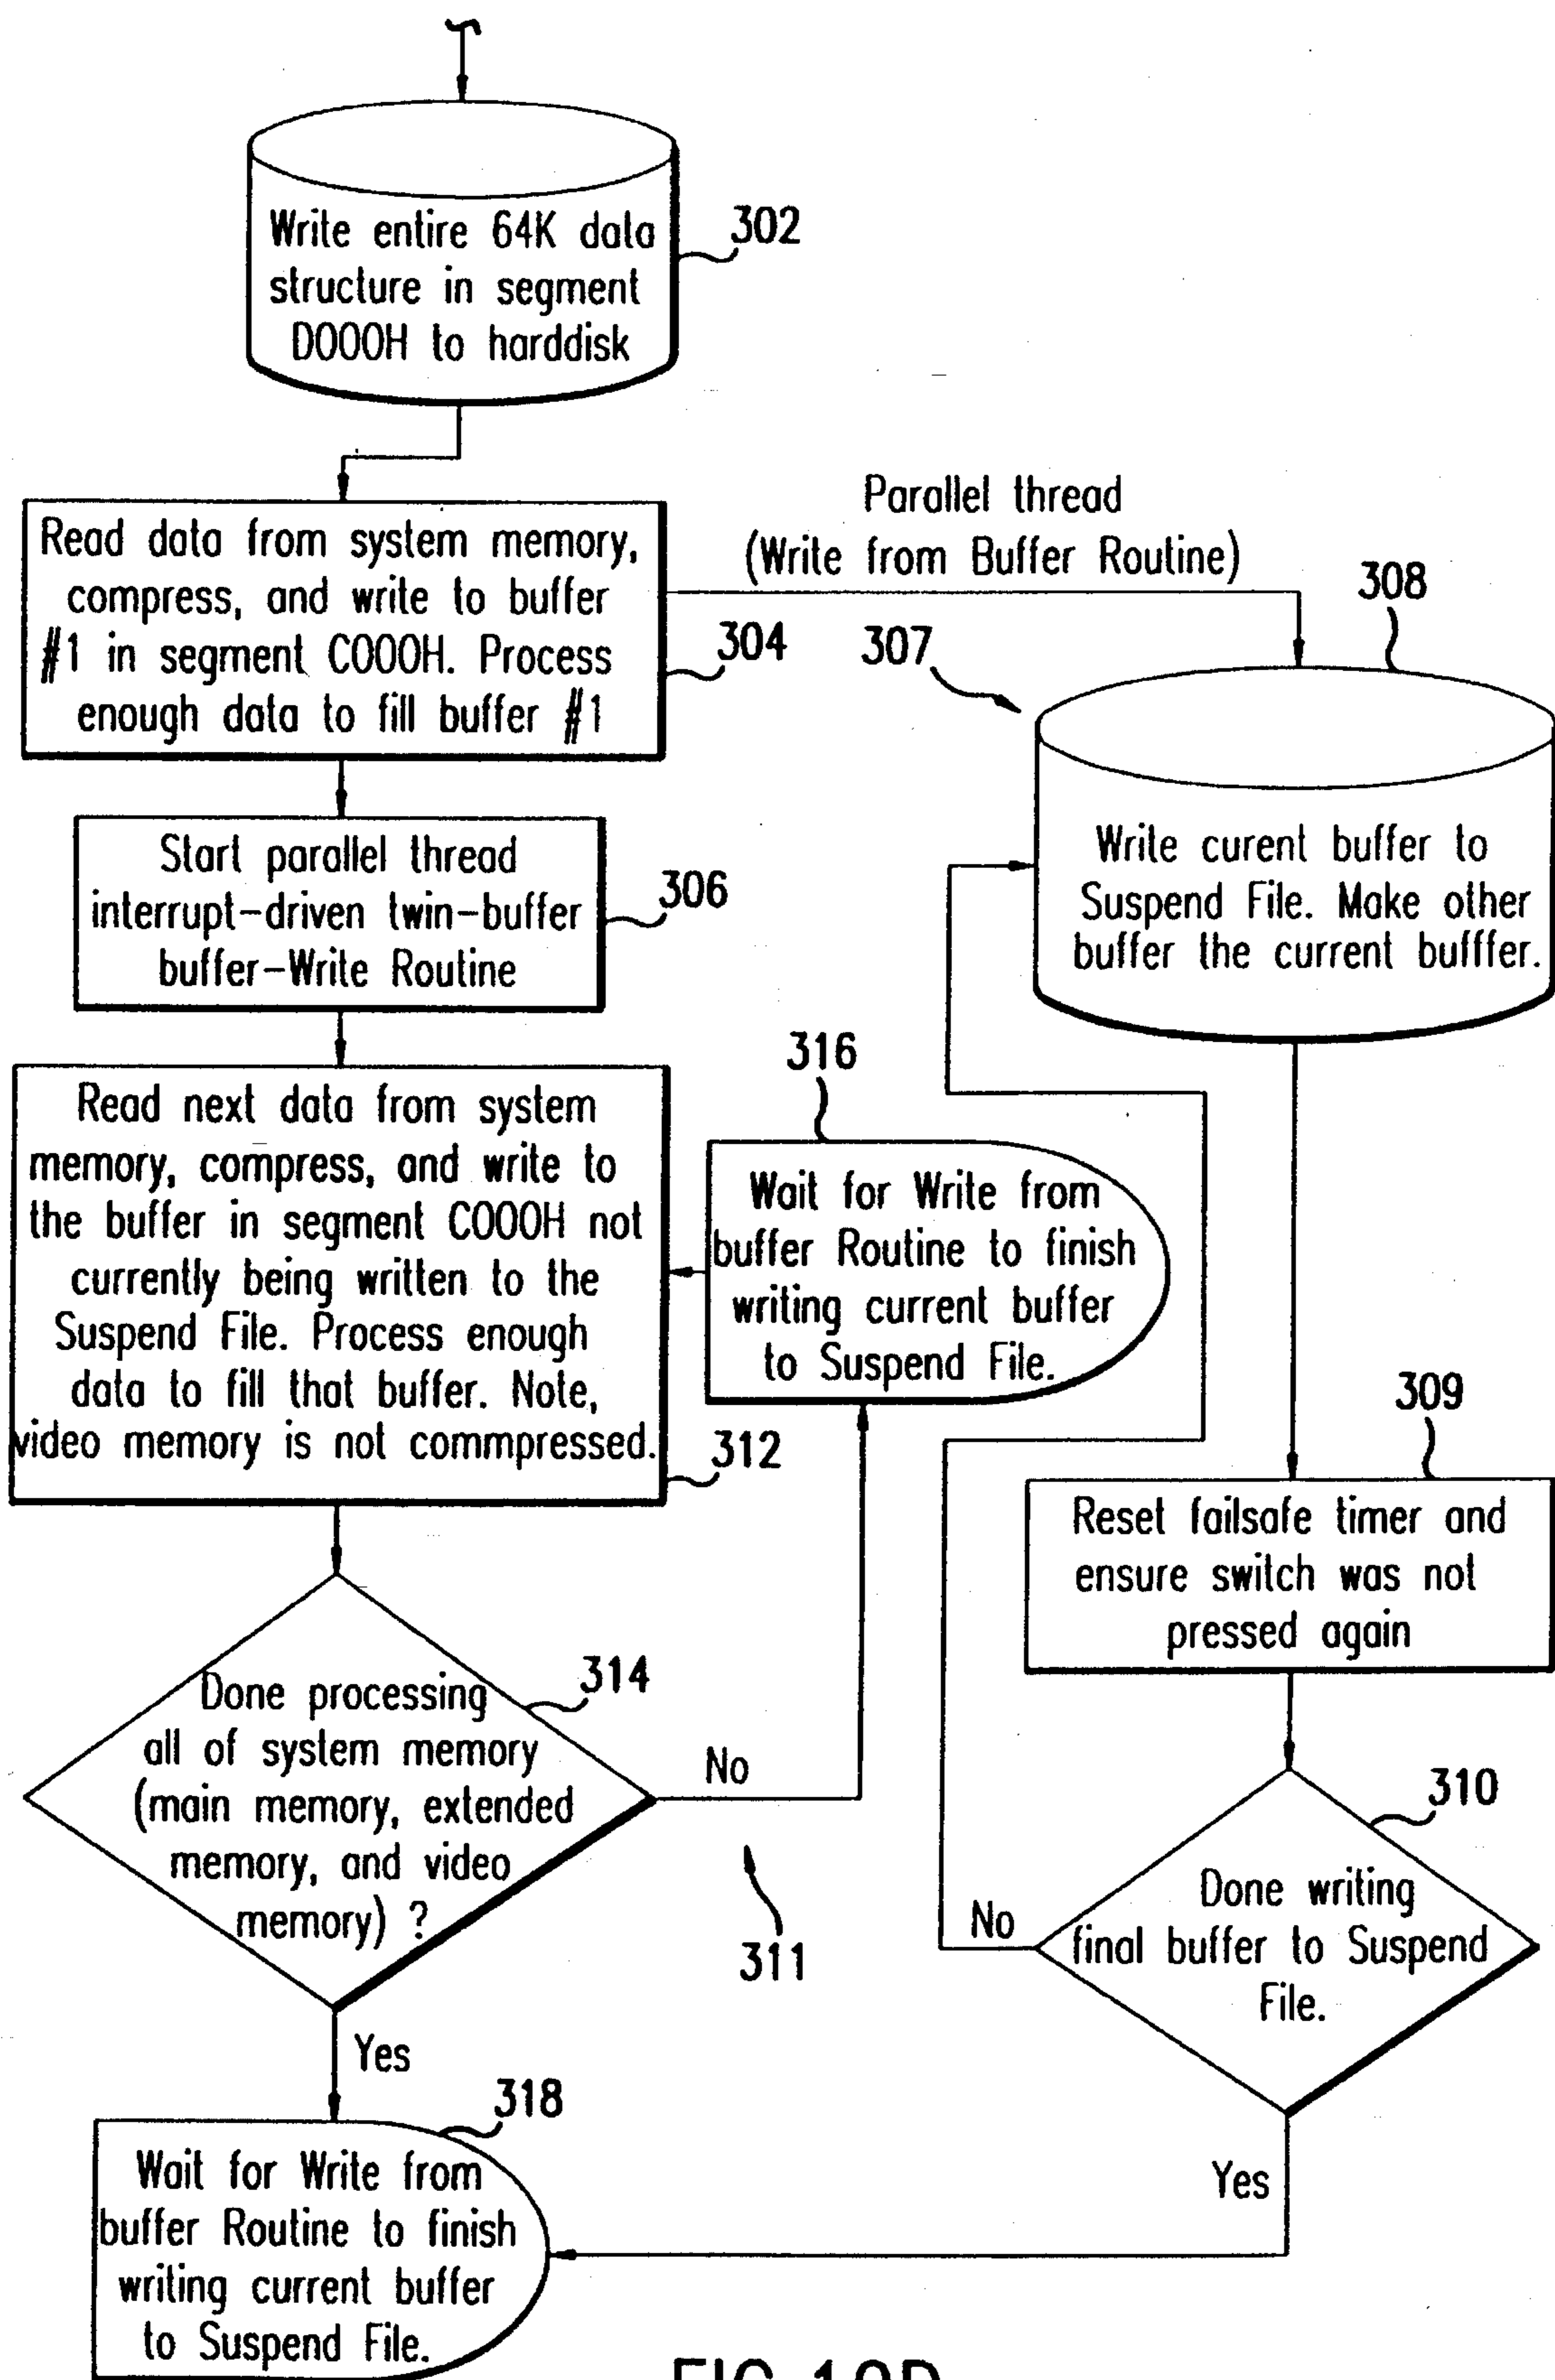 Write entire 64K data
structure in segment
D000H to harddisk
302
Read data from system memory,
compress, and write to buffer
#1 in segment C000H. Process
enough data to fill buffer #1
304
Parallel thread
(Write from Buffer Routine)
308
307
Write curent buffer to
Suspend File. Make other
buffer the current bufffer.
Start parallel thread
interrupt-driven twin-buffer
buffer-Write Routine
306
316
Read next data from system
memory, compress, and write to
the buffer in segment C000H not
currently being written to the
Suspend File. Process enough
data to fill that buffer. Note,
video memory is not commpressed.
312
Wait for Write from
buffer Routine to finish
writing current buffer
to Suspend File.
309
Reset failsafe timer and
ensure switch was not
pressed again
Done processing
all of system memory
(main memory, extended
memory, and video
memory) ?
314
No
311
310
Done writing
final buffer to Suspend
File.
No
Yes
Yes
318
Wait for Write from
buffer Routine to finish
writing current buffer
to Suspend File.